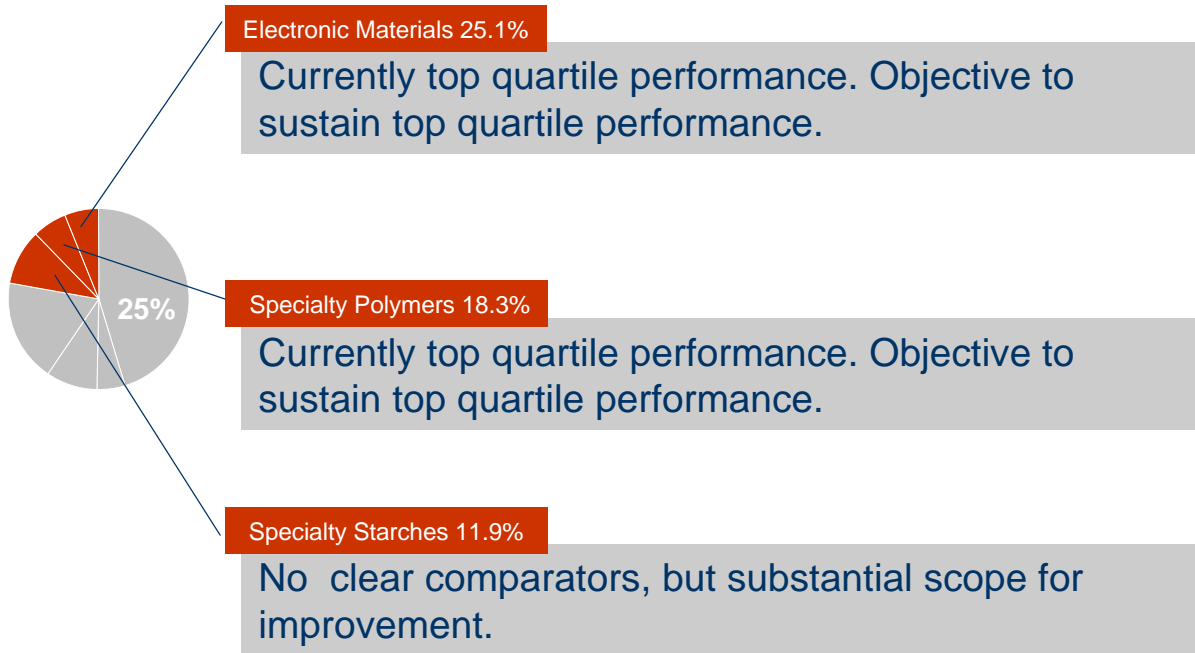 Electronic Materials 25.1%
Currently top quartile performance. Objective to
sustain top quartile performance.
25%
Specialty Polymers 18.3%
Currently top quartile performance. Objective to
sustain top quartile performance.
Specialty Starches 11.9%
No clear comparators, but substantial scope for
improvement.